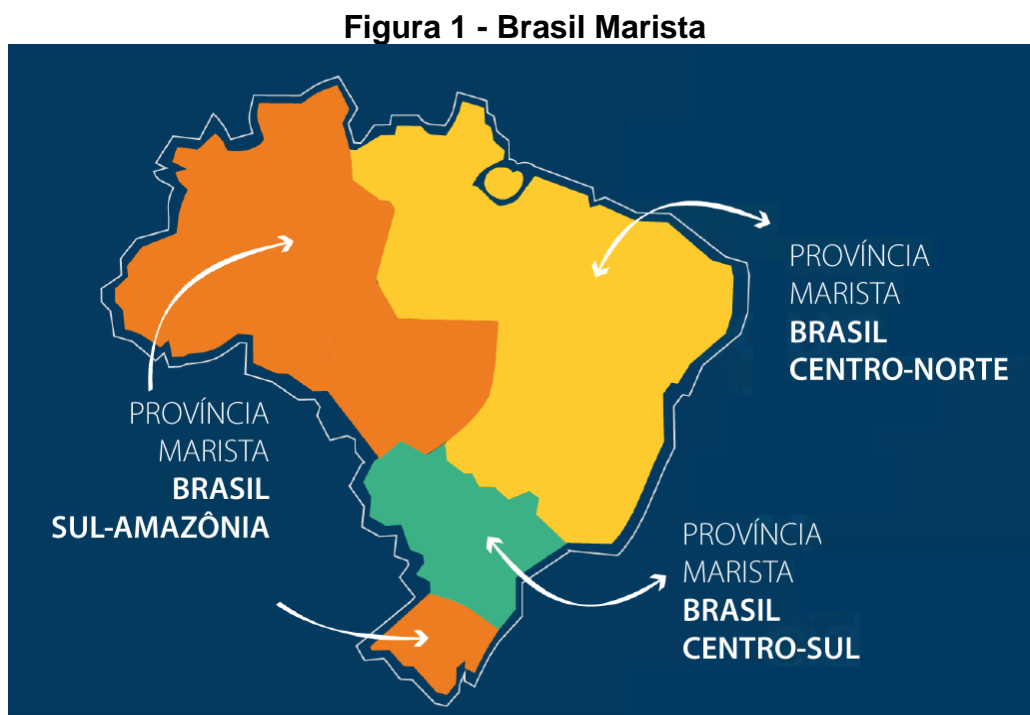 Figura 1 - Brasil Marista
PROVÍNCIA
MARISTA
BRASIL
CENTRO-NORTE
PROVÍNCIA
MARISTA
BRASIL
SUL-AMAZÔNIA
PROVÍNCIA
MARISTA
BRASIL
CENTRO-SUL